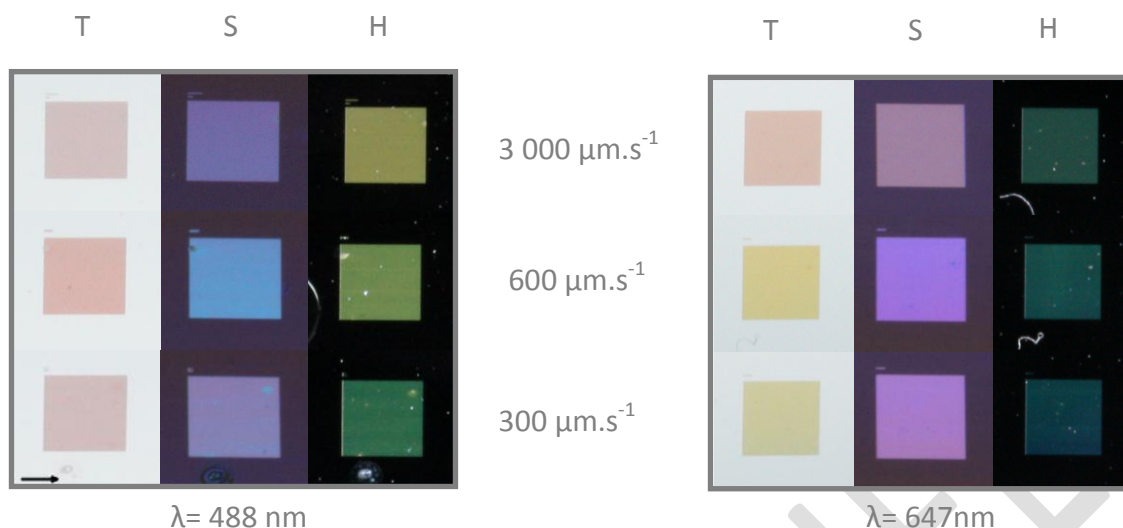 T S H T S H
3 000 µm.s-1
600 µm.s-1
300 µm.s-1
λ= 488 nm λ= 647nm